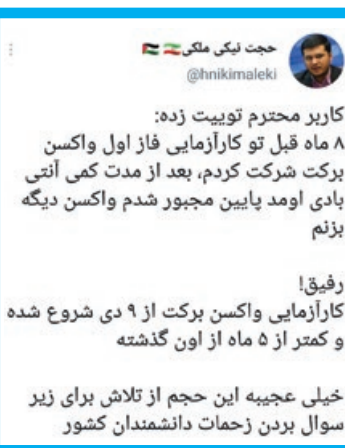 حجت نیکی ملکی
@hnikimaleki
کاربر محترم توییت زده:
۸ ماه قبل تو کارآزمایی فاز اول واکسن
برکت شرکت کردم، بعد از مدت کمی آنتی
بادی اومد پایین مجبور شدم واکسن دیگه
بزنم
رفیق!
کارآزمایی واکسن برکت از ۹ دی شروع شده
و کمتر از ۵ ماه از اون گذشته
خیلی عجیبه این حجم از تلاش برای زیر
سوال بردن زحمات دانشمندان کشور